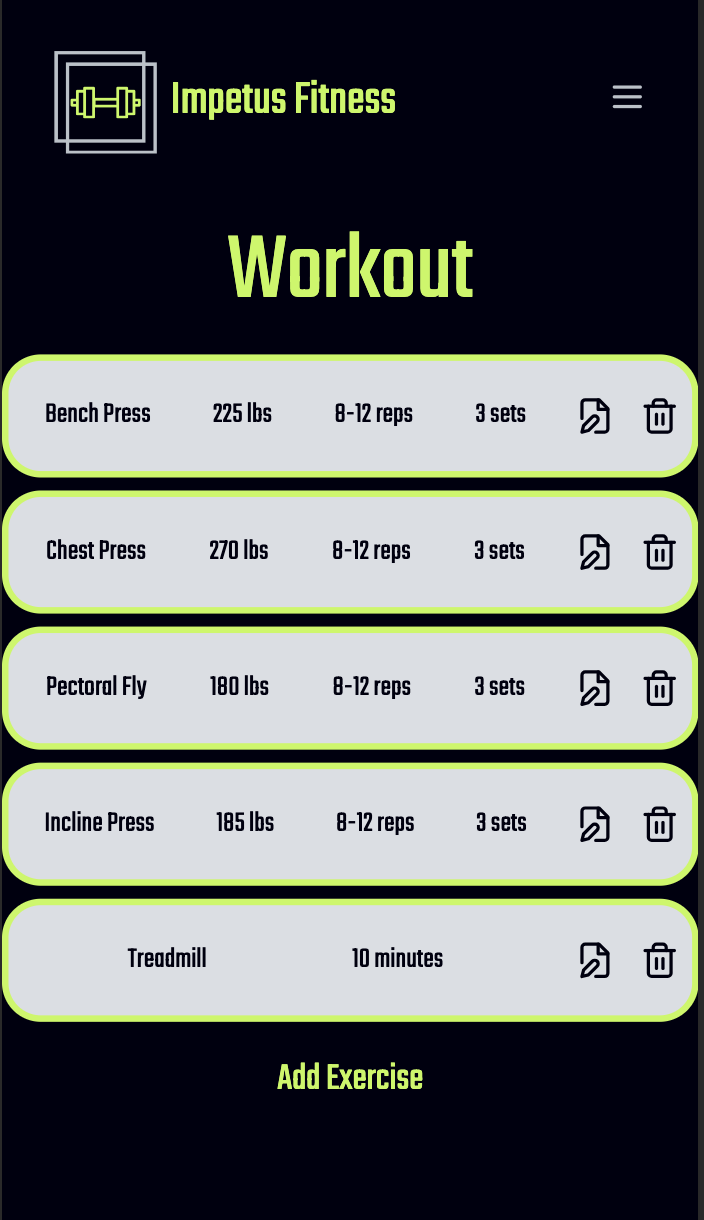 Impetus Fitness
Workout
Bench Press 225 lbs 8-12 reps 3 sets
Chest Press 270 lbs 8-12 reps 3 sets
Pectoral Fly 180 lbs 8-12 reps 3 sets
Incline Press 185 lbs 8-12 reps 3 sets
Treadmill 10 minutes
Add Exercise